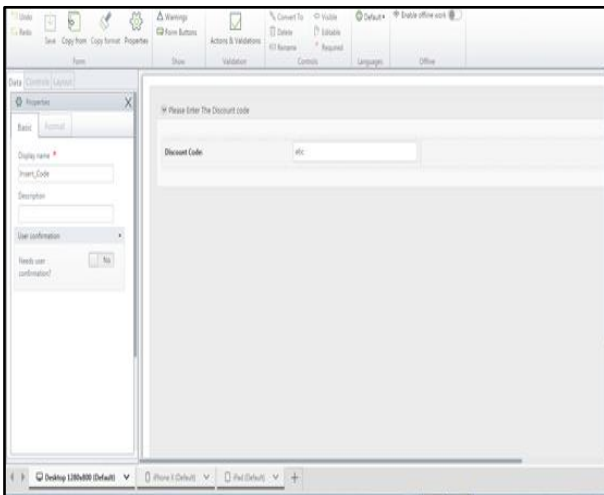 Undo
Redo
Save
Copy from
Copy format
Properties
Form
Warnings
Form Buttons
Show
Actions & Validations
Validation
Convert To
Delete
Rename
Visible
Editable
* Required
Controls
Default
Languages
Enable offline work
Offline
Data Controls Layout
Properties X
Basic Format
Display name *
Insert_Code
Description
User confirmation
Needs user
confirmation?
No
Please Enter The Discount code
Discount Code:
abc
Desktop 1280x800 (Default)
iPad (Default)
+